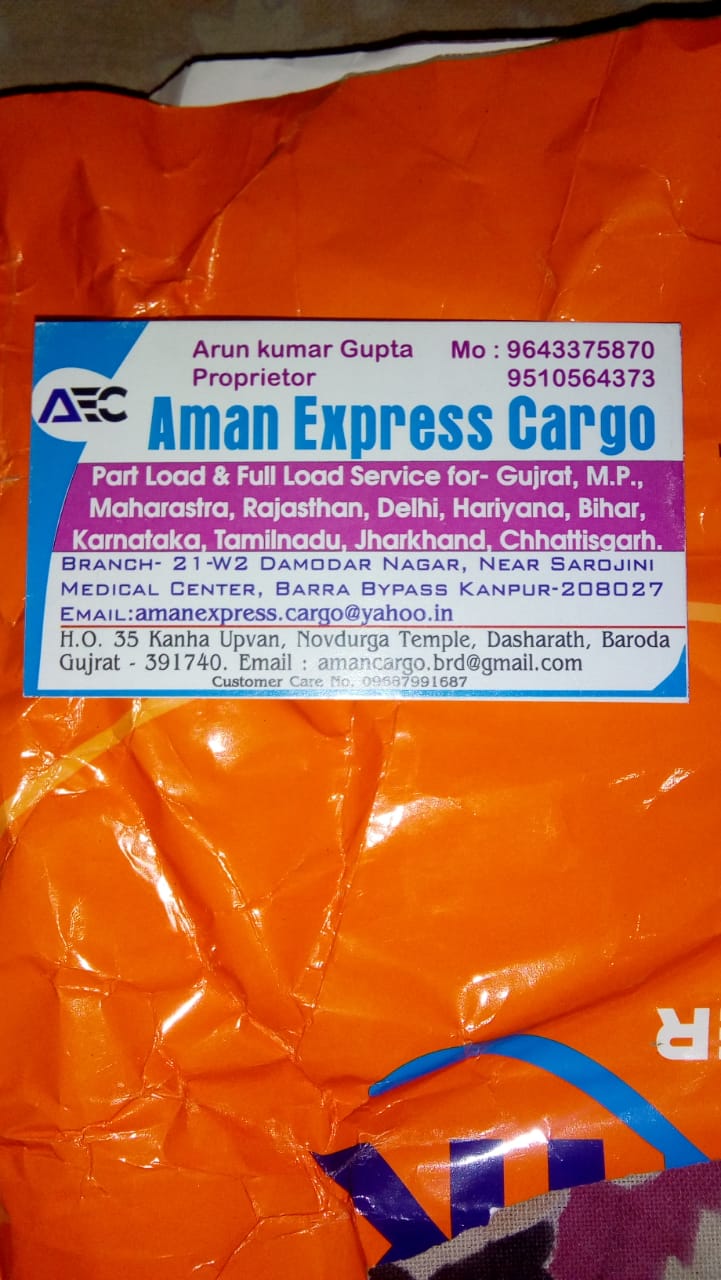 Arun kumar Gupta Mo : 9643375870
Proprietor 9510564373
AEC
Aman Express Cargo
Part Load & Full Load Service for- Gujrat, M.P.,
Maharastra, Rajasthan, Delhi, Hariyana, Bihar,
Karnataka, Tamilnadu, Jharkhand, Chhattisgarh.
BRANCH- 21-W2 DAMODAR NAGAR, NEAR SAROJINI
MEDICAL CENTER, BARRA BYPASS KANPUR-208027
EMAIL:amanexpress.cargo@yahoo.in
H.O. 35 Kanha Upvan, Novdurga Temple, Dasharath, Baroda
Gujrat - 391740. Email : amancargo.brd@gmail.com
Customer Care No. 09687991687